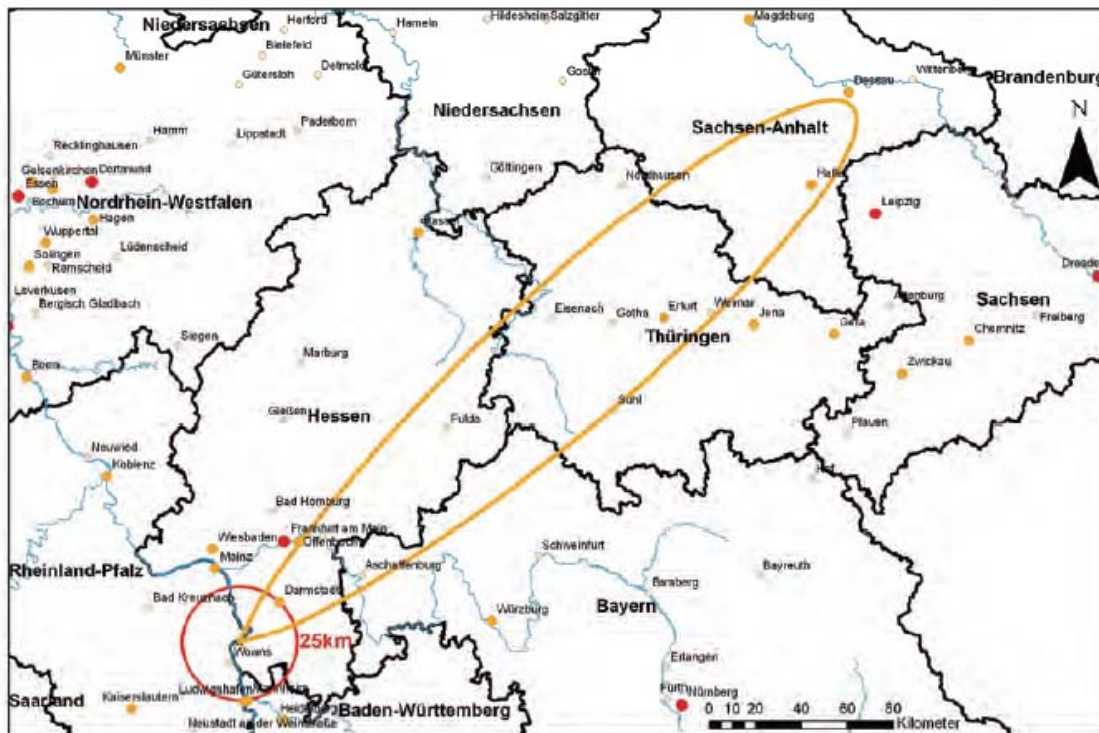 Niedersachsen
Herford
Hameln
Hildesheim
Salzgitter
Magdeburg
Münster
Bielefeld
Gütersloh
Detmold
Goslar
Dessau
Wittenberg
Brandenburg
Niedersachsen
Sachsen-Anhalt
N
Hamm
Lippstadt
Paderborn
Recklinghausen
Gelsenkirchen
Dortmund
Essen
Bochum
Nordrhein-Westfalen
Hagen
Göttingen
Nordhausen
Halle
Leipzig
Wuppertal
Solingen
Remscheid
Lüdenscheid
Leverkusen
Bergisch Gladbach
Dresden
Siegen
Eisenach
Gotha
Erfurt
Weimar
Jena
Gera
Altenburg
Sachsen
Freiberg
Chemnitz
Thüringen
Zwickau
Bonn
Marburg
Gießen
Hessen
Fulda
Suhl
Plauen
Hof
Neuwied
Koblenz
Bad Homburg
Wiesbaden
Frankfurt am Main
Offenbach
Mainz
Rheinland-Pfalz
Aschaffenburg
Schweinfurt
Bayreuth
Bamberg
Bad Kreuznach
Darmstadt
Würzburg
Bayern
25km
Worms
Erlangen
Saarland
Kaiserslautern
Baden-Württemberg
Fürth
Nürnberg
Neustadt an der Weinstraße
0 20 40 60 80
Kilometer